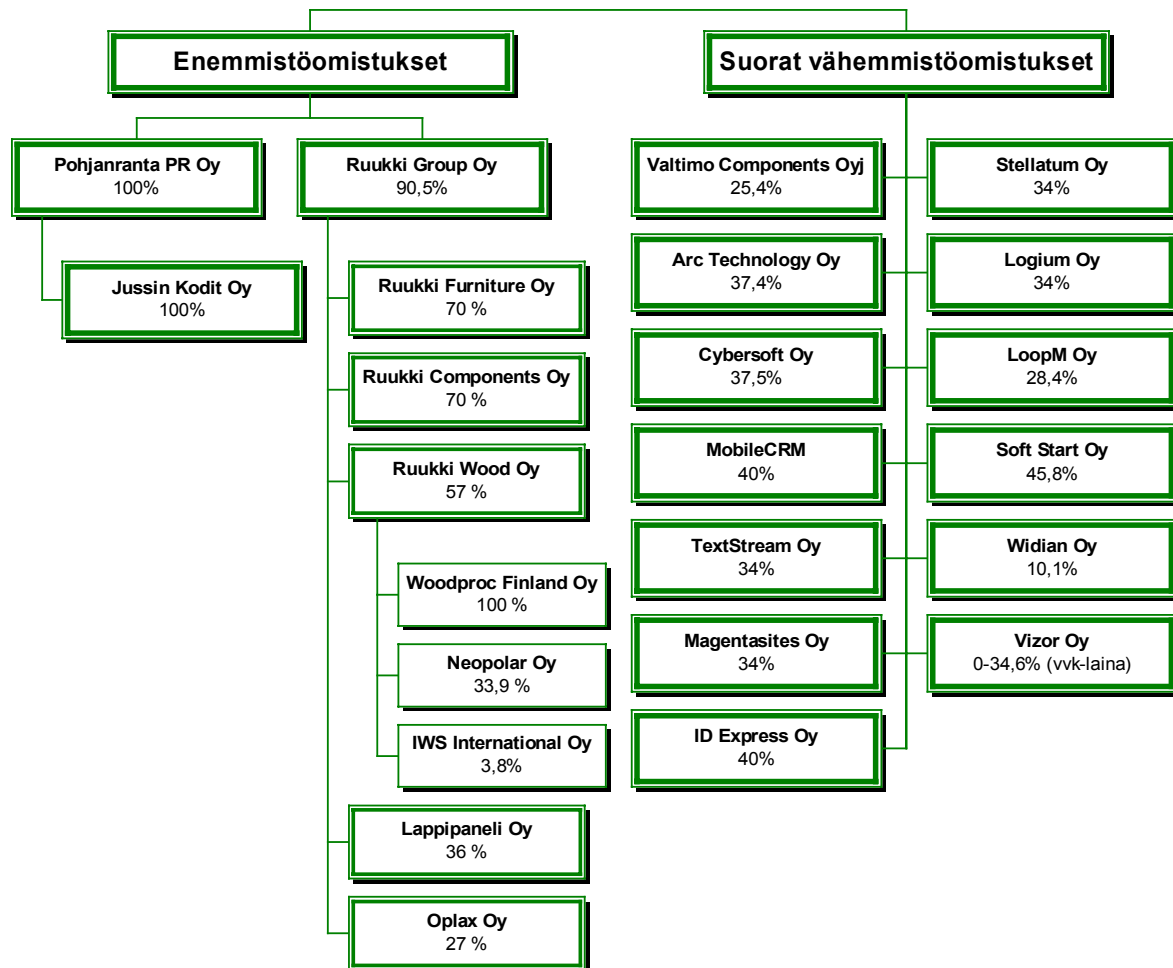 Enemmistöomistukset
Suorat vähemmistöomistukset
Pohjanranta PR Oy
100%
Ruukki Group Oy
90,5%
Jussin Kodit Oy
100%
Ruukki Furniture Oy
70 %
Ruukki Components Oy
70 %
Ruukki Wood Oy
57 %
Woodproc Finland Oy
100 %
Neopolar Oy
33,9 %
IWS International Oy
3,8%
Lappipaneli Oy
36 %
Oplax Oy
27 %
Valtimo Components Oyj
25,4%
Stellatum Oy
34%
Arc Technology Oy
37,4%
Logium Oy
34%
Cybersoft Oy
37,5%
LoopM Oy
28,4%
MobileCRM
40%
Soft Start Oy
45,8%
TextStream Oy
34%
Widian Oy
10,1%
Magentasites Oy
34%
Vizor Oy
0-34,6% (vvk-laina)
ID Express Oy
40%